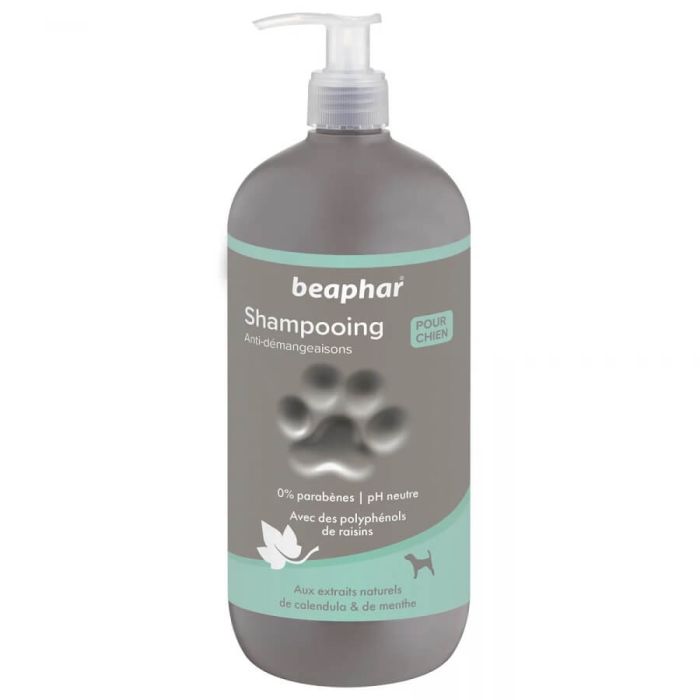 beaphar®
Shampooing
Anti-démangeaisons
POUR
CHIEN
0% parabènes | pH neutre
Avec des polyphénols
de raisins
Aux extraits naturels
de calendula & de menthe